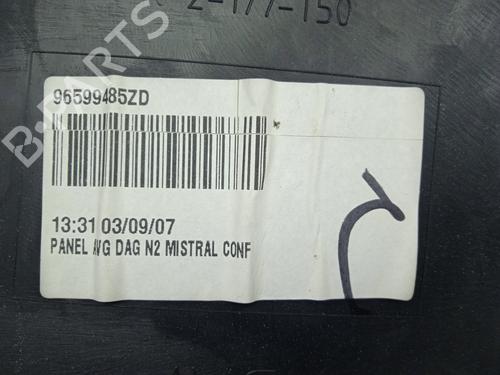 2-177-150
96599485ZD
13:31 03/09/07
PANEL AVG DAG N2 MISTRAL CONF
B-PARTS